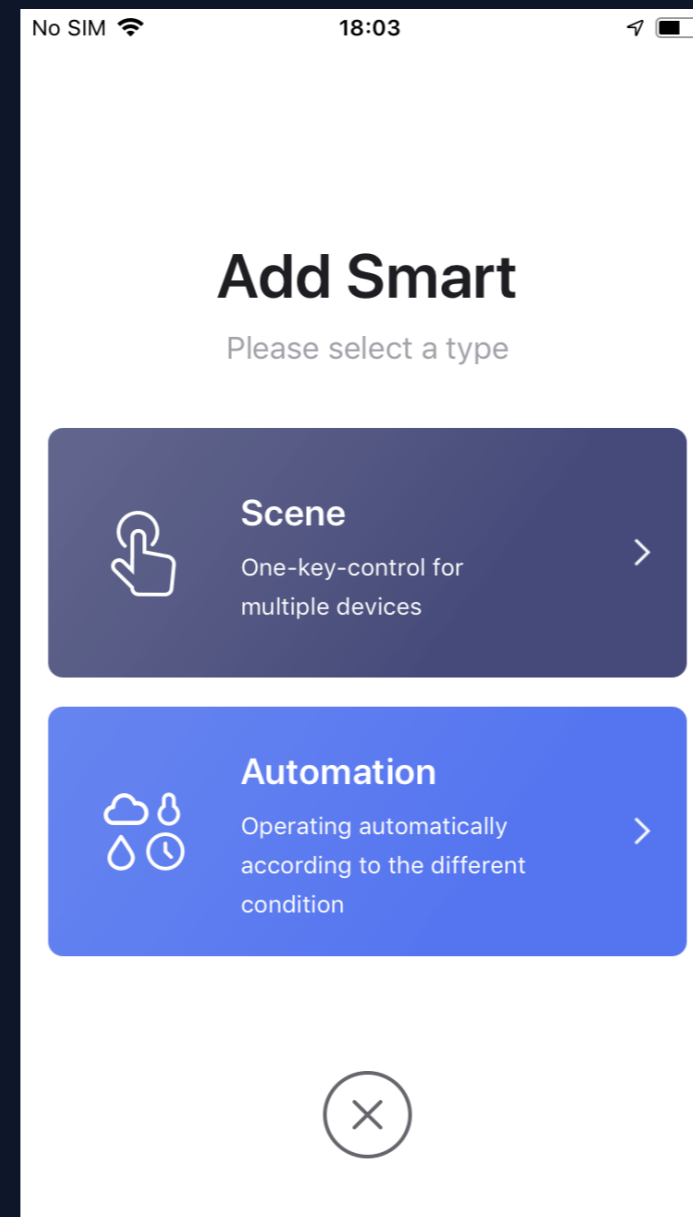 No SIM 18:03
Add Smart
Please select a type
Scene
One-key-control for
multiple devices
Automation
Operating automatically
according to the different
condition